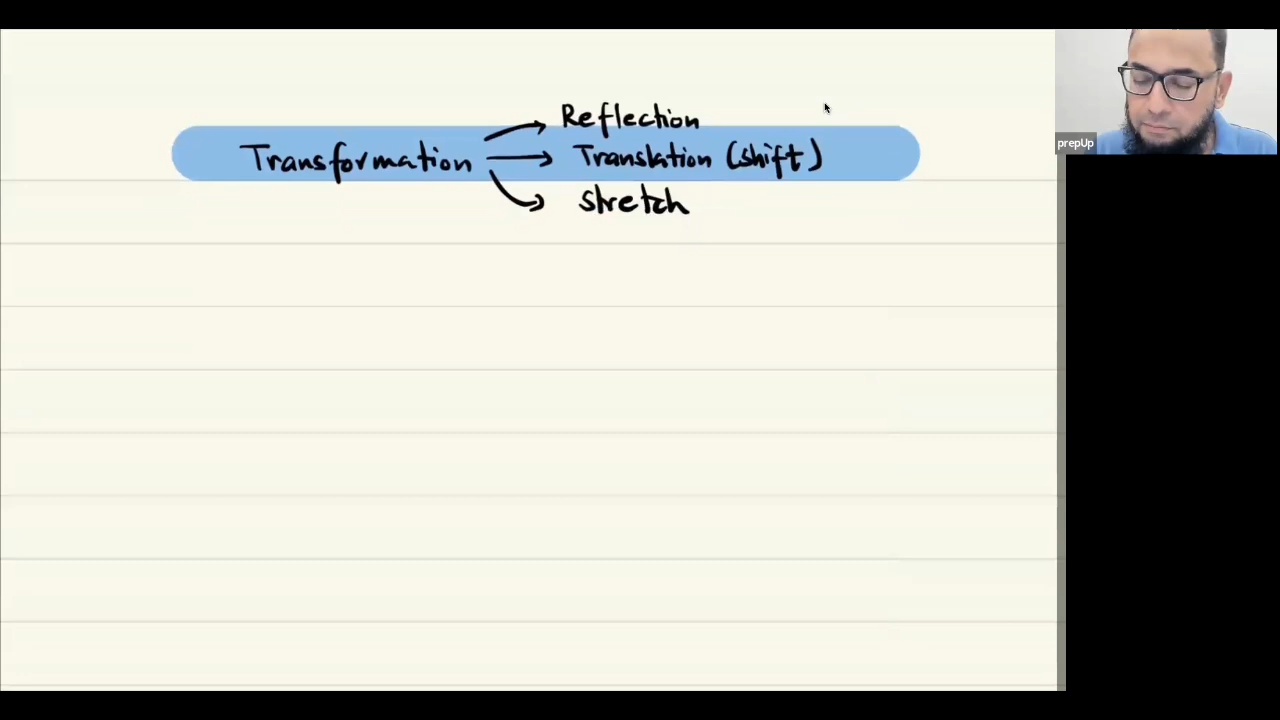 Reflection
Transformation → Translation (shift)
stretch
prepUp